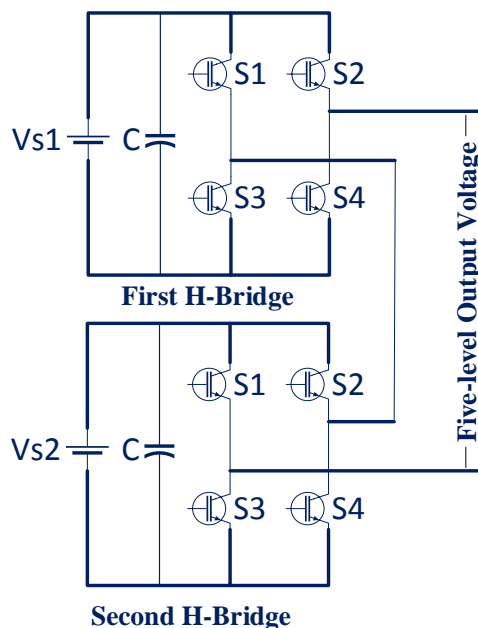 S1
S2
Vs1
C
S3
S4
First H-Bridge
Five-level Output Voltage
S1
S2
Vs2
C
S3
S4
Second H-Bridge